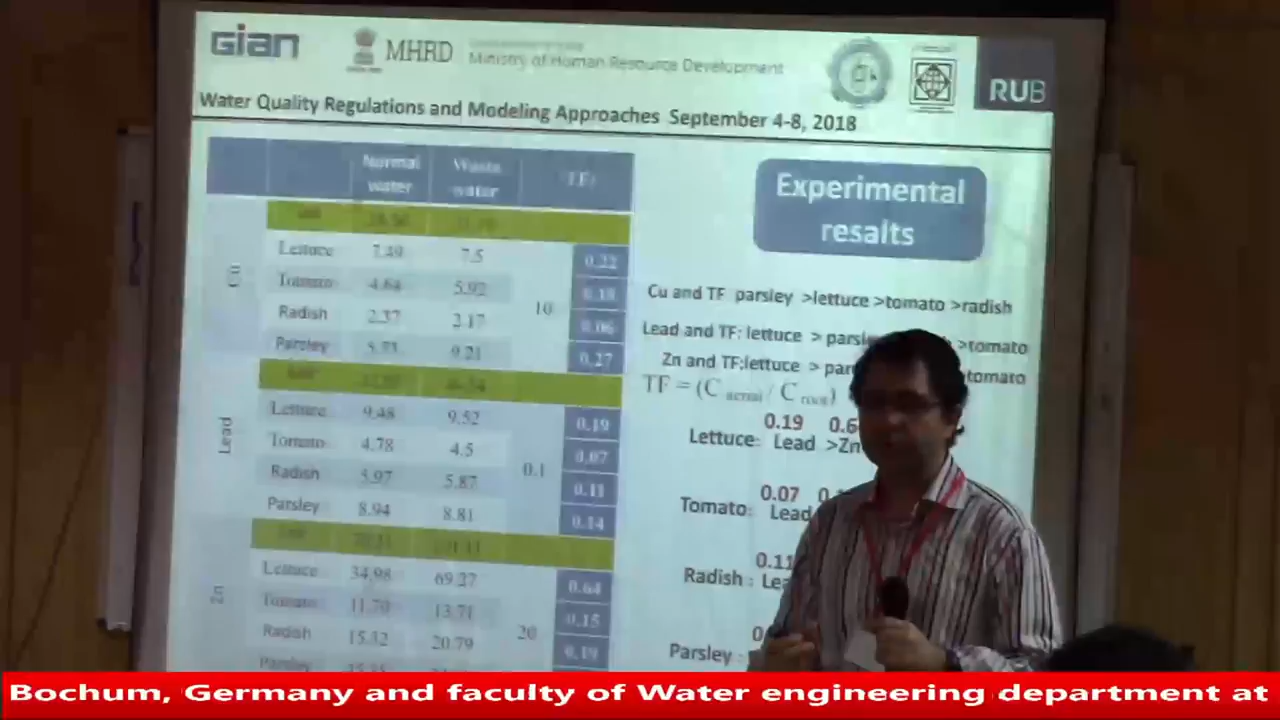 GIAN
MHRD
Ministry of Human Resource Development
RUB
Water Quality Regulations and Modeling Approaches September 4-8, 2018
Normal water Waste water TF
Lettuce 7.49 7.5 0.22
Tomato 4.64 5.92 0.18
10
Radish 2.37 2.17 0.06
Parsley 5.73 9.21 0.27
Lead
Lettuce 9.48 9.52 0.19
Tomato 4.78 4.5 0.07
0.1
Radish 5.97 5.87 0.11
Parsley 8.94 8.81 0.14
Zn
Lettuce 34.98 69.27 0.64
Tomato 11.70 13.71 0.15
20
Radish 15.12 20.79 0.19
Parsley
Experimental
resalts
Cu and TF parsley >lettuce >tomato >radish
Lead and TF: lettuce > >tomato
Zn and TF:lettuce > tomato
TF = (C aerial / C root)
0.19
Lettuce: Lead >Zn
0.07
Tomato: Lead
0.11
Radish :
Parsley :
Bochum, Germany and faculty of Water engineering department at